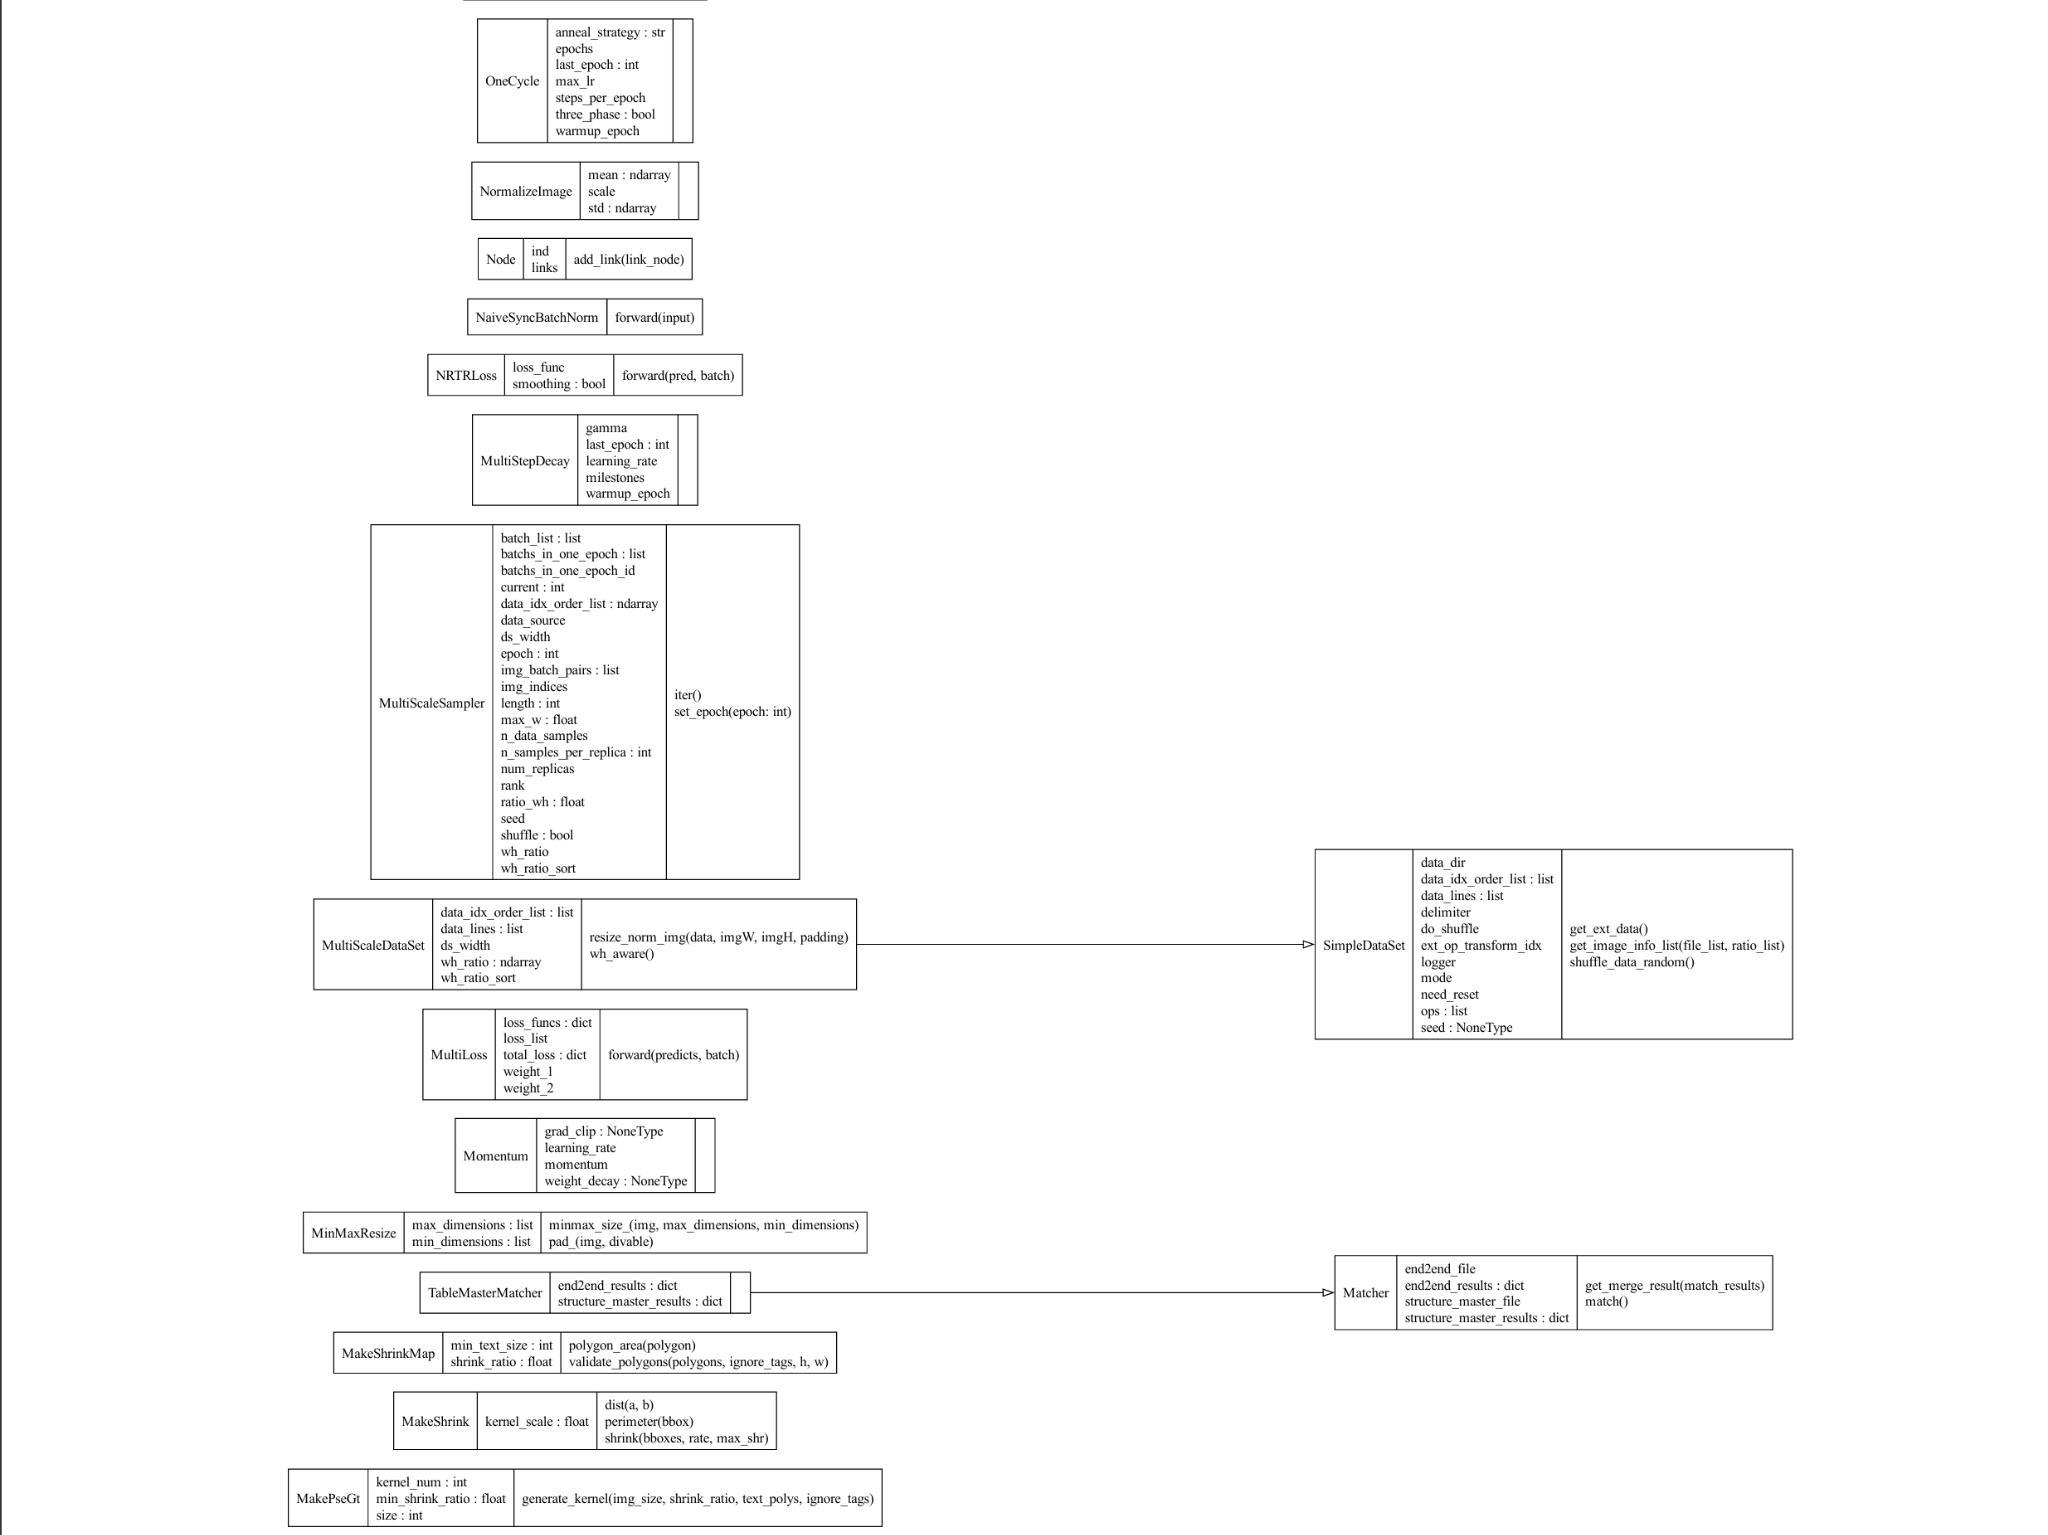 OneCycle
anneal_strategy : str
epochs
last_epoch : int
max_lr
steps_per_epoch
three_phase : bool
warmup_epoch
NormalizeImage
mean : ndarray
scale
std : ndarray
Node
ind
links
add_link(link_node)
NaiveSyncBatchNorm
forward(input)
NRTRLoss
loss_func
smoothing : bool
forward(pred, batch)
MultiStepDecay
gamma
last_epoch : int
learning_rate
milestones
warmup_epoch
MultiScaleSampler
batch_list : list
batchs_in_one_epoch : list
batchs_in_one_epoch_id
current : int
data_idx_order_list : ndarray
data_source
ds_width
epoch : int
img_batch_pairs : list
img_indices
length : int
max_w : float
n_data_samples
n_samples_per_replica : int
num_replicas
rank
ratio_wh : float
seed
shuffle : bool
wh_ratio
wh_ratio_sort
iter()
set_epoch(epoch: int)
MultiScaleDataSet
data_idx_order_list : list
data_lines : list
ds_width
wh_ratio : ndarray
wh_ratio_sort
resize_norm_img(data, imgW, imgH, padding)
wh_aware()
SimpleDataSet
data_dir
data_idx_order_list : list
data_lines : list
delimiter
do_shuffle
ext_op_transform_idx
logger
mode
need_reset
ops : list
seed : NoneType
get_ext_data()
get_image_info_list(file_list, ratio_list)
shuffle_data_random()
MultiLoss
loss_funcs : dict
loss_list
total_loss : dict
weight_1
weight_2
forward(predicts, batch)
Momentum
grad_clip : NoneType
learning_rate
momentum
weight_decay : NoneType
MinMaxResize
max_dimensions : list
min_dimensions : list
minmax_size_(img, max_dimensions, min_dimensions)
pad_(img, divable)
TableMasterMatcher
end2end_results : dict
structure_master_results : dict
Matcher
end2end_file
end2end_results : dict
structure_master_file
structure_master_results : dict
get_merge_result(match_results)
match()
MakeShrinkMap
min_text_size : int
shrink_ratio : float
polygon_area(polygon)
validate_polygons(polygons, ignore_tags, h, w)
MakeShrink
kernel_scale : float
dist(a, b)
perimeter(bbox)
shrink(bboxes, rate, max_shr)
MakePseGt
kernel_num : int
min_shrink_ratio : float
size : int
generate_kernel(img_size, shrink_ratio, text_polys, ignore_tags)